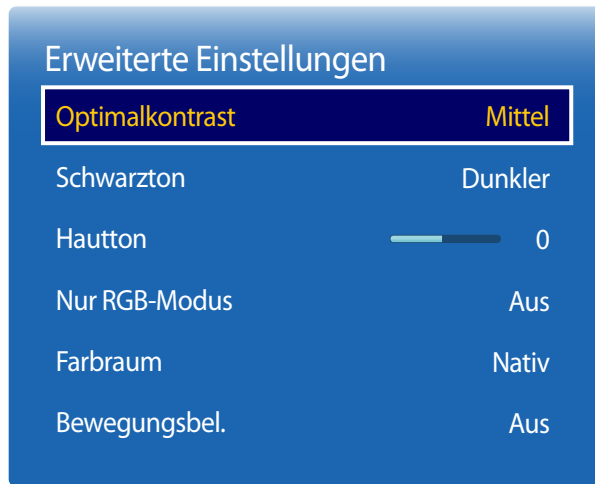 Erweiterte Einstellungen
Optimalkontrast Mittel
Schwarzton Dunkler
Hautton 0
Nur RGB-Modus Aus
Farbraum Nativ
Bewegungsbel. Aus